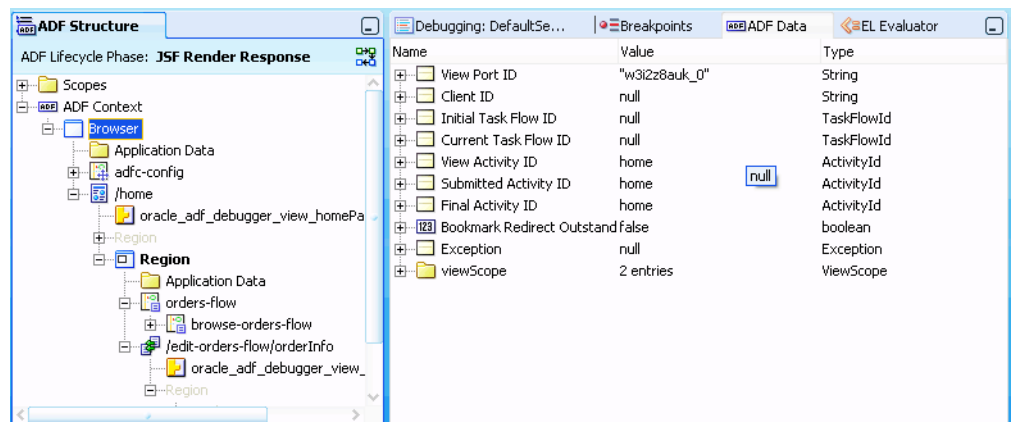 ADF Structure
ADF Lifecycle Phase: JSF Render Response
Scopes
ADF Context
Browser
Application Data
adfc-config
/home
oracle_adf_debugger_view_homePa
Region
Region
Application Data
orders-flow
browse-orders-flow
/edit-orders-flow/orderInfo
oracle_adf_debugger_view_
Region
Debugging: DefaultSe... Breakpoints ADF ADF Data EL Evaluator
Name Value Type
View Port ID "w3i2z8auk_0" String
Client ID null String
Initial Task Flow ID null TaskFlowId
Current Task Flow ID null TaskFlowId
View Activity ID home ActivityId
null
Submitted Activity ID home ActivityId
Final Activity ID home ActivityId
123 Bookmark Redirect Outstand false boolean
Exception null Exception
viewScope 2 entries ViewScope